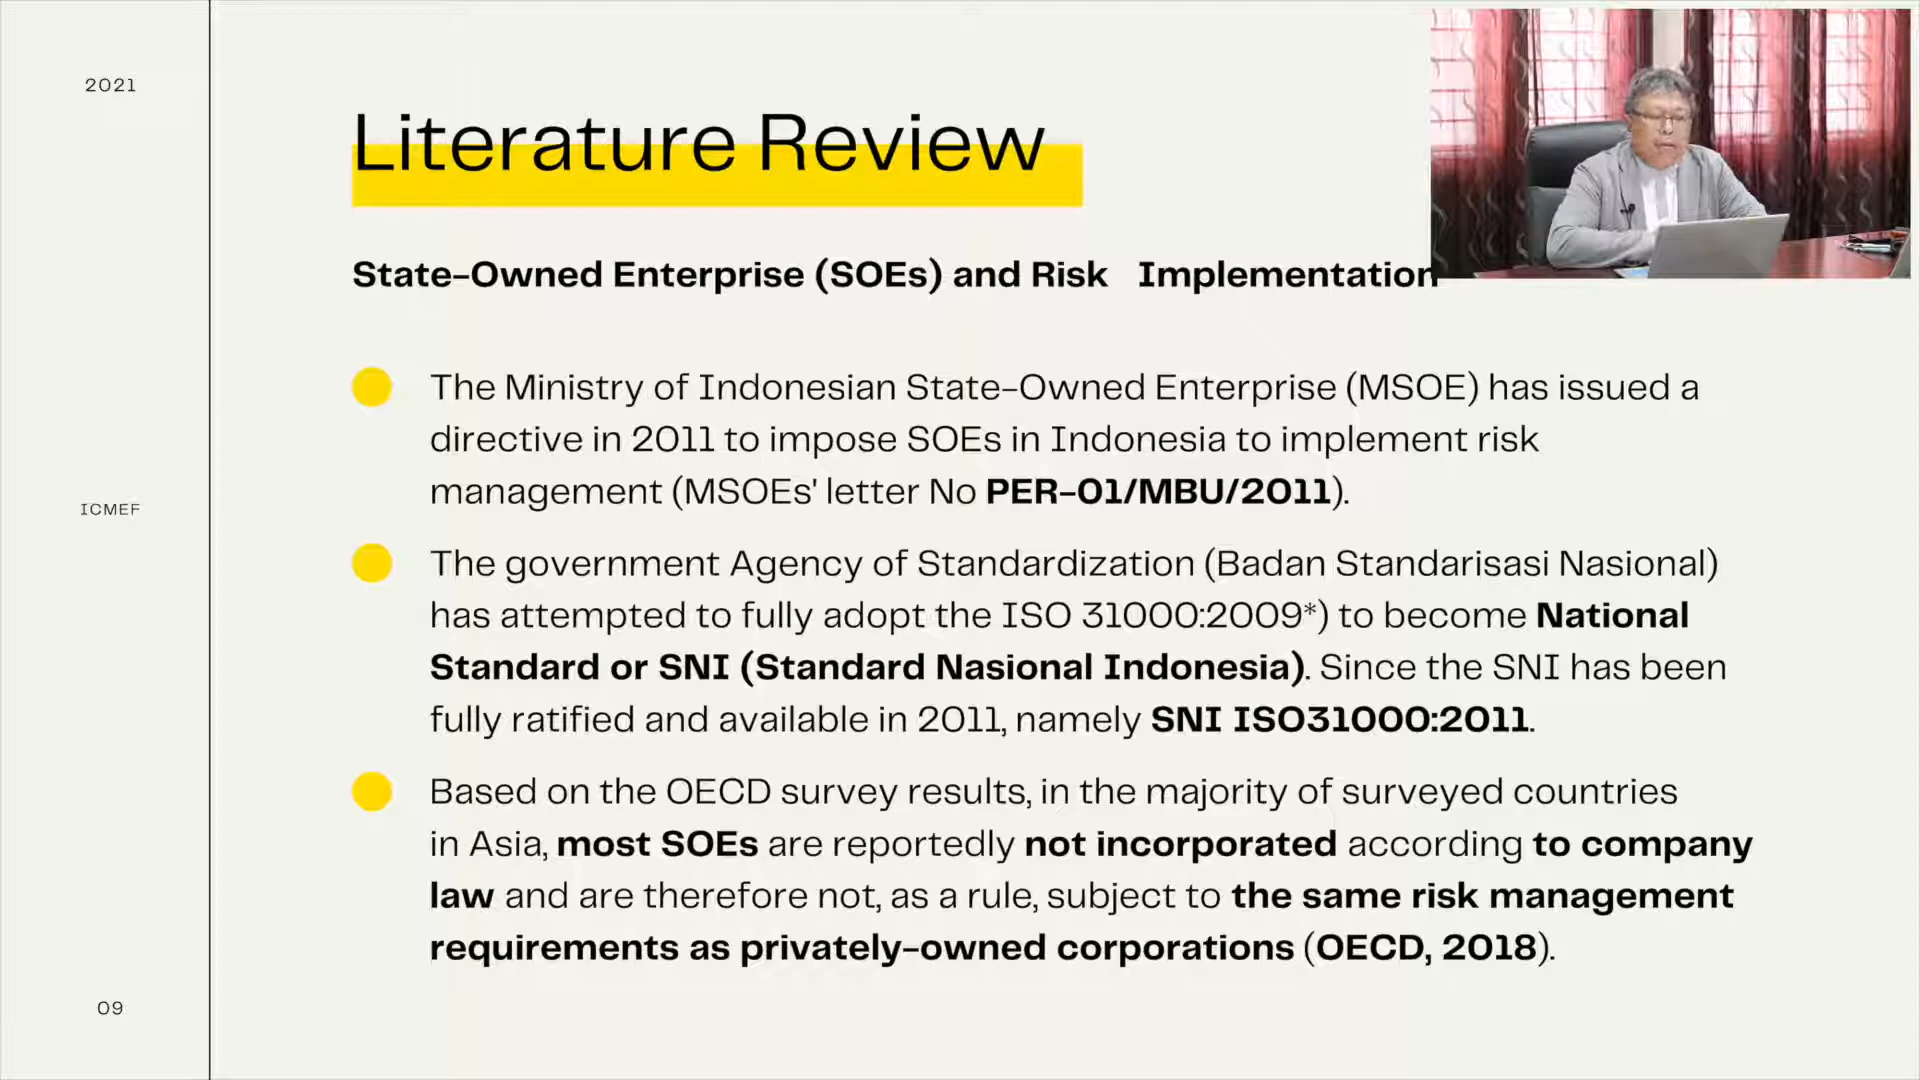 2021
Literature Review
State-Owned Enterprise (SOEs) and Risk Implementation
The Ministry of Indonesian State-Owned Enterprise (MSOE) has issued a
directive in 2011 to impose SOEs in Indonesia to implement risk
management (MSOEs' letter No PER-01/MBU/2011).
ICMEF
The government Agency of Standardization (Badan Standarisasi Nasional)
has attempted to fully adopt the ISO 31000:2009*) to become National
Standard or SNI (Standard Nasional Indonesia). Since the SNI has been
fully ratified and available in 2011, namely SNI ISO31000:2011.
Based on the OECD survey results, in the majority of surveyed countries
in Asia, most SOEs are reportedly not incorporated according to company
law and are therefore not, as a rule, subject to the same risk management
requirements as privately-owned corporations (OECD, 2018).
09